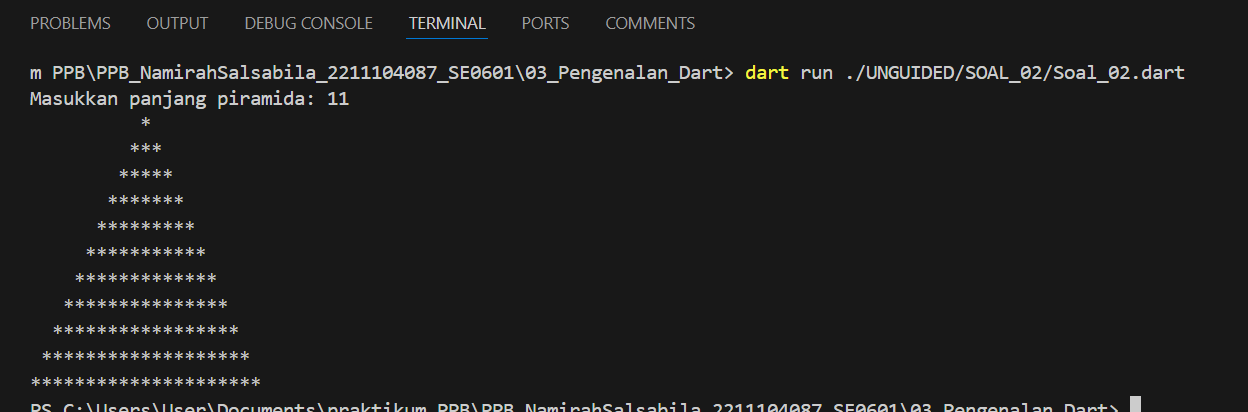 PROBLEMS OUTPUT DEBUG CONSOLE TERMINAL PORTS COMMENTS
m PPB\PPB_NamirahSalsabila_2211104087_SE0601\03_Pengenalan_Dart> dart run ./UNGUIDED/SOAL_02/Soal_02.dart
Masukkan panjang piramida: 11
          *
         ***
        *****
       *******
      *********
     ***********
    *************
   ***************
  *****************
 *******************
*********************
PS C:\Users\User\Documents\praktikum PPB\PPB_NamirahSalsabila_2211104087_SE0601\03_Pengenalan_Dart>